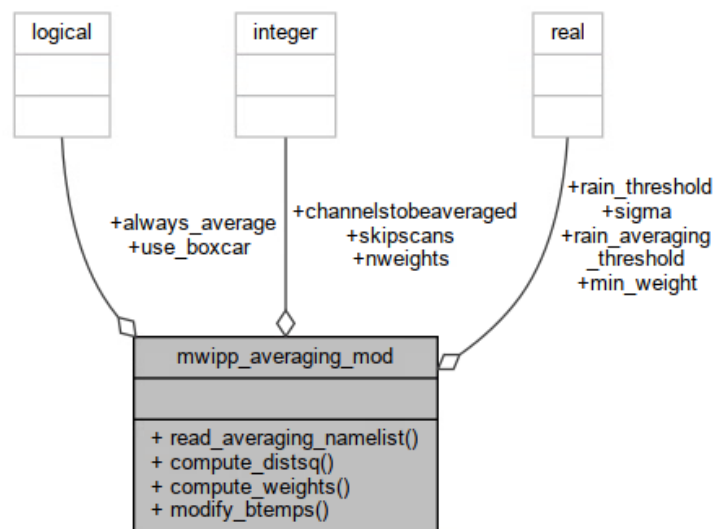 logical
integer
real
+always_average
+use_boxcar
+channelstobeaveraged
+skipscans
+nweights
+rain_threshold
+sigma
+rain_averaging
_threshold
+min_weight
mwipp_averaging_mod
+ read_averaging_namelist()
+ compute_distsq()
+ compute_weights()
+ modify_btemps()